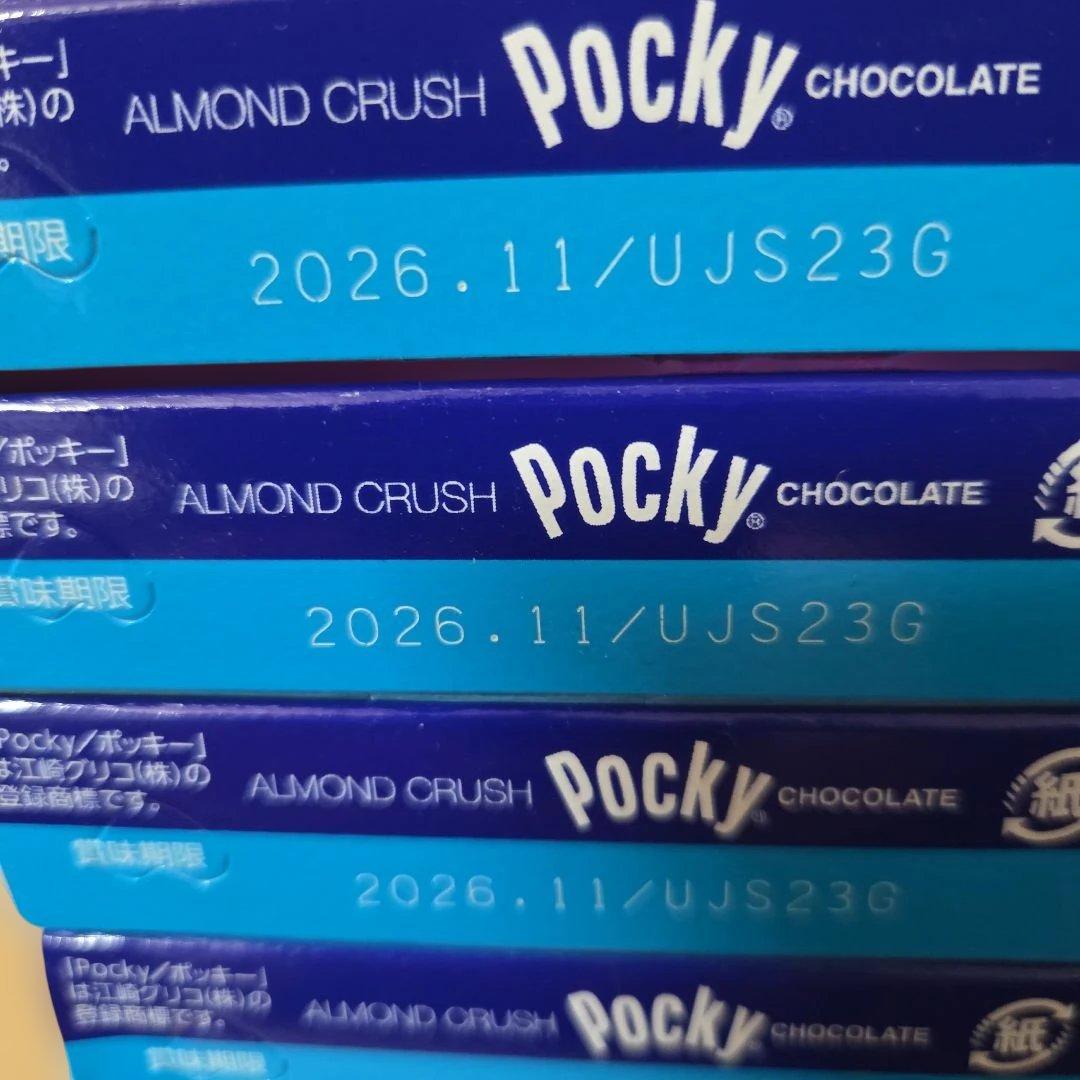 キー」
株)の
。
ALMOND CRUSH Pocky® CHOCOLATE
期限
2026.11/UJS23G
/ポッキー」
リコ(株)の
標です。
ALMOND CRUSH Pocky® CHOCOLATE
賞味期限
2026.11/UJS23G
Pocky/ポッキー」
は江崎グリコ(株)の
登録商標です。
ALMOND CRUSH Pocky® CHOCOLATE
紙
賞味期限
2026.11/UJS23G
「Pocky/ポッキー」
は江崎グリコ(株)の
登録商標です。
ALMOND CRUSH Pocky CHOCOLATE
紙
賞味期限